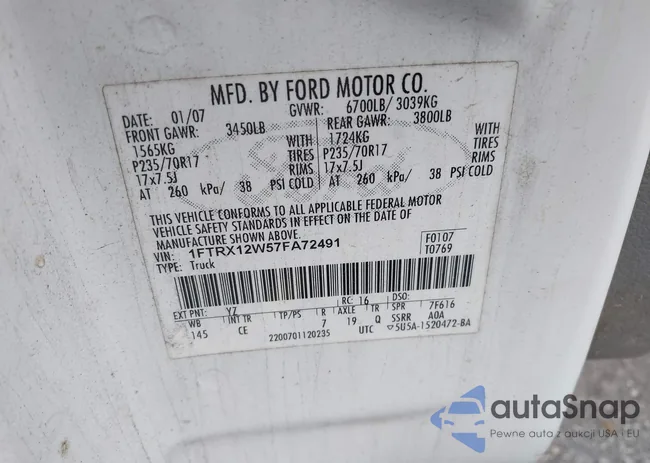 MFD. BY FORD MOTOR CO.
DATE: 01/07 GVWR: 6700LB/ 3039KG
FRONT GAWR: 3450LB REAR GAWR: 3800LB
1565KG WITH 1724KG WITH
P235/70R17 TIRES P235/70R17 TIRES
17x7.5J RIMS 17x7.5J RIMS
AT 260 kPa/ 38 PSI COLD AT 260 kPa/ 38 PSI COLD
THIS VEHICLE CONFORMS TO ALL APPLICABLE FEDERAL MOTOR
VEHICLE SAFETY STANDARDS IN EFFECT ON THE DATE OF
MANUFACTURE SHOWN ABOVE.
VIN: 1FTRX12W57FA72491 F0107
TYPE: Truck T0769
EXT PNT: YZ RC: 16 DSO:
WB INT TR TP/PS R AXLE TR SPR 7F616
145 CE 7 19 Q SSRR A0A
2200701120235 UTC 5U5A-1520472-BA
autoSnap
Pewne auta z aukcji USA i EU